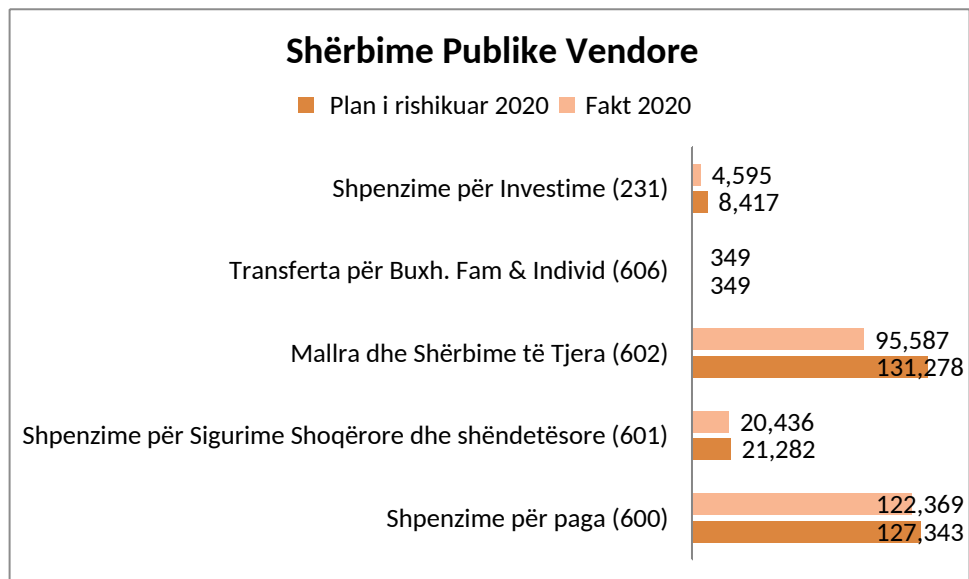 Shërbime Publike Vendore
Plan i rishikuar 2020 Fakt 2020
Shpenzime për Investime (231)
4,595
8,417
Transferta për Buxh. Fam & Individ (606)
349
349
Mallra dhe Shërbime të Tjera (602)
95,587
131,278
Shpenzime për Sigurime Shoqërore dhe shëndetësore (601)
20,436
21,282
Shpenzime për paga (600)
122,369
127,343